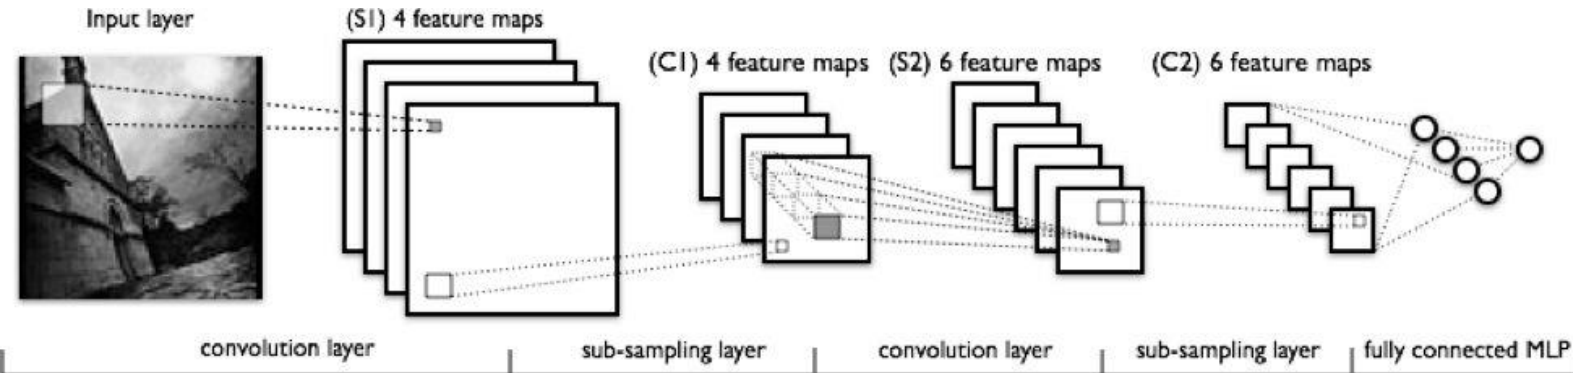 Input layer
(S1) 4 feature maps
(C1) 4 feature maps
(S2) 6 feature maps
(C2) 6 feature maps
convolution layer
sub-sampling layer
convolution layer
sub-sampling layer
fully connected MLP